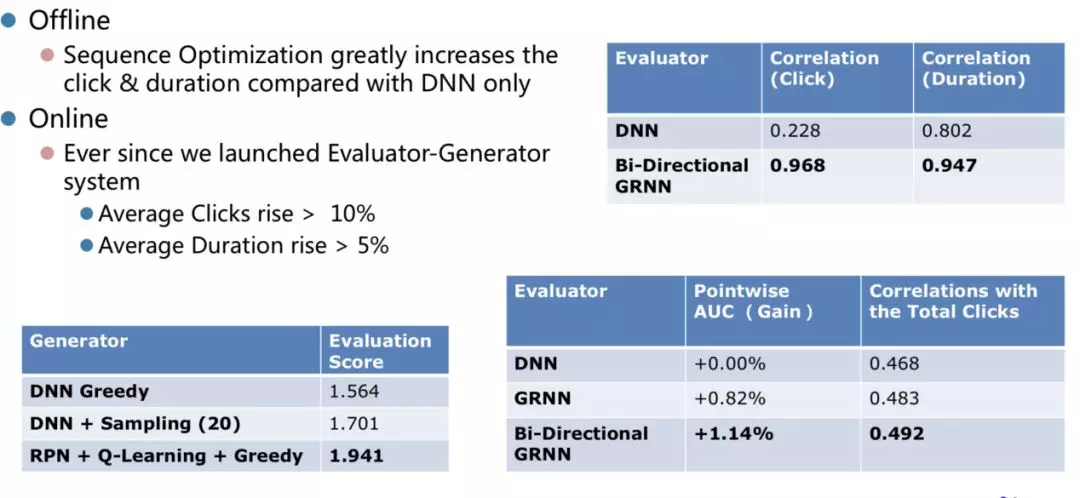 Offline
Sequence Optimization greatly increases the
click & duration compared with DNN only
Online
Ever since we launched Evaluator-Generator
system
Average Clicks rise > 10%
Average Duration rise > 5%
Evaluator Correlation Correlation
(Click) (Duration)
DNN 0.228 0.802
Bi-Directional 0.968 0.947
GRNN
Generator Evaluation
Score
DNN Greedy 1.564
DNN + Sampling (20) 1.701
RPN + Q-Learning + Greedy 1.941
Evaluator Pointwise Correlations with
AUC（Gain） the Total Clicks
DNN +0.00% 0.468
GRNN +0.82% 0.483
Bi-Directional +1.14% 0.492
GRNN